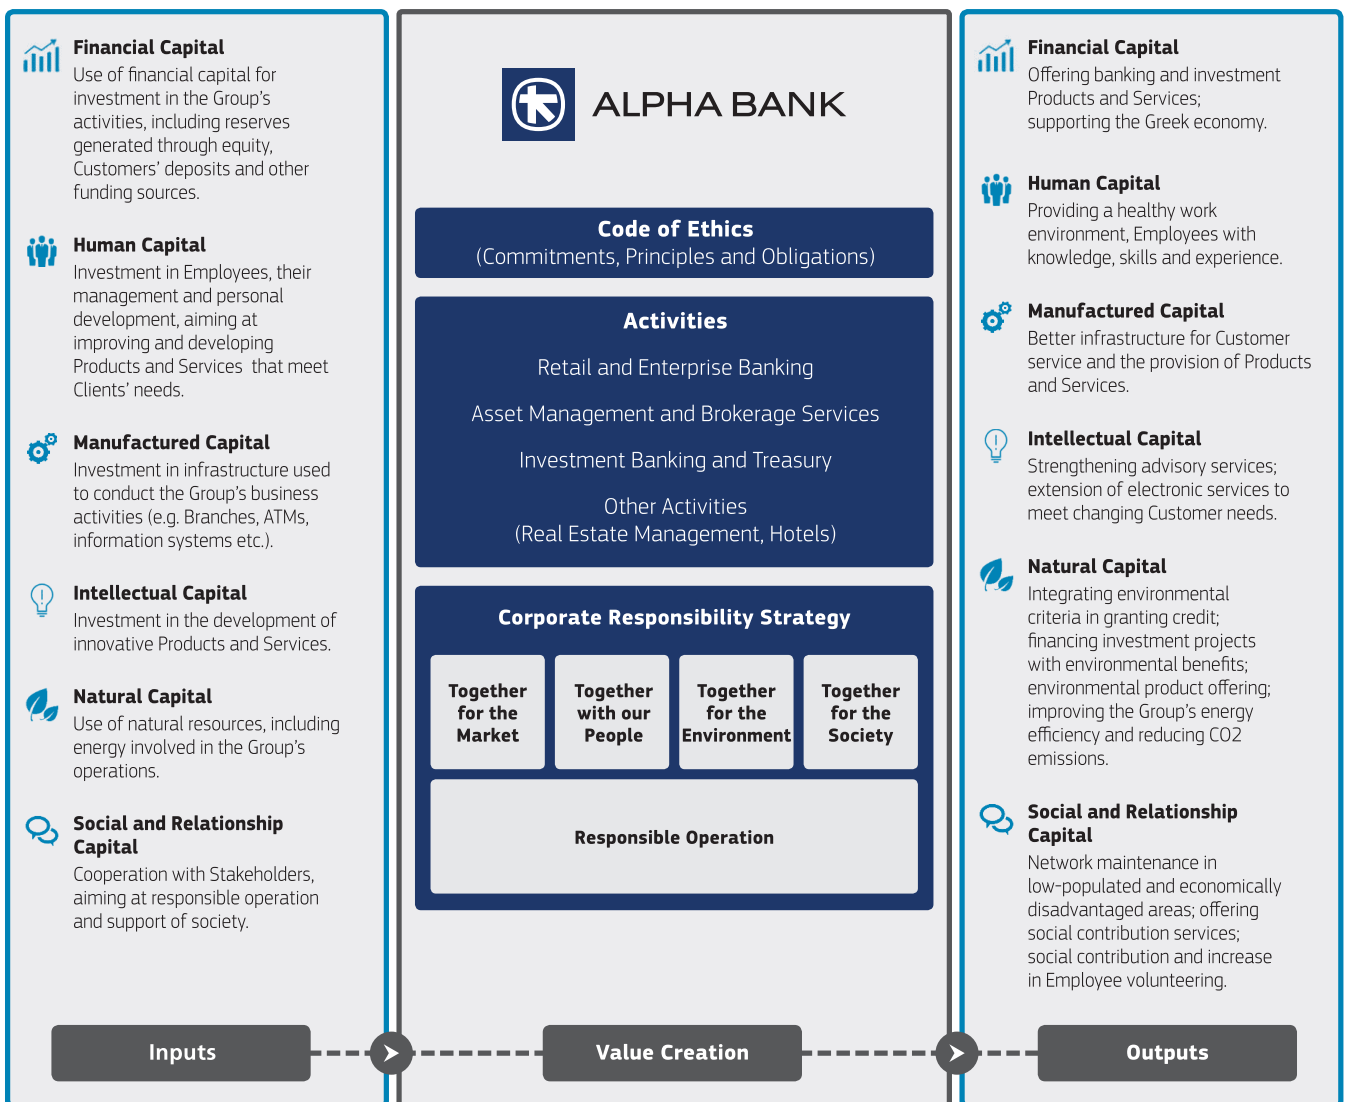 Financial Capital
Use of financial capital for
investment in the Group's
activities, including reserves
generated through equity,
Customers' deposits and other
funding sources.
Human Capital
Investment in Employees, their
management and personal
development, aiming at
improving and developing
Products and Services that meet
Clients' needs.
Manufactured Capital
Investment in infrastructure used
to conduct the Group's business
activities (e.g. Branches, ATMs,
information systems etc.).
Intellectual Capital
Investment in the development of
innovative Products and Services.
Natural Capital
Use of natural resources, including
energy involved in the Group's
operations.
Social and Relationship
Capital
Cooperation with Stakeholders,
aiming at responsible operation
and support of society.
Inputs
ALPHA BANK
Code of Ethics
(Commitments, Principles and Obligations)
Activities
Retail and Enterprise Banking
Asset Management and Brokerage Services
Investment Banking and Treasury
Other Activities
(Real Estate Management, Hotels)
Corporate Responsibility Strategy
Together
for the
Market
Together
with our
People
Together
for the
Environment
Together
for the
Society
Responsible Operation
Value Creation
Financial Capital
Offering banking and investment
Products and Services;
supporting the Greek economy.
Human Capital
Providing a healthy work
environment, Employees with
knowledge, skills and experience.
Manufactured Capital
Better infrastructure for Customer
service and the provision of Products
and Services.
Intellectual Capital
Strengthening advisory services;
extension of electronic services to
meet changing Customer needs.
Natural Capital
Integrating environmental
criteria in granting credit;
financing investment projects
with environmental benefits;
environmental product offering;
improving the Group's energy
efficiency and reducing CO2
emissions.
Social and Relationship
Capital
Network maintenance in
low-populated and economically
disadvantaged areas; offering
social contribution services;
social contribution and increase
in Employee volunteering.
Outputs